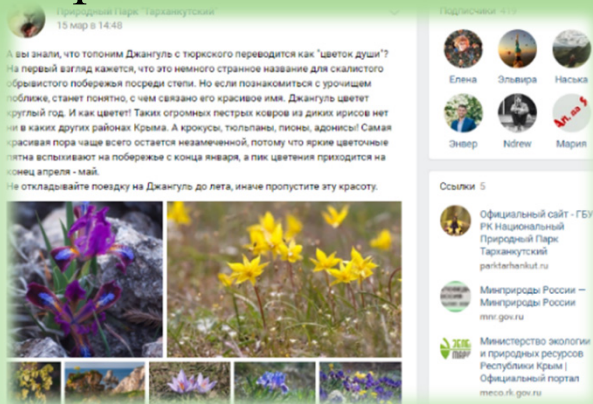 Природный Парк "Тарханкутский"
15 мар в 14:48
А вы знали, что топоним Джангуль с тюркского переводится как "цветок души"?
На первый взгляд кажется, что это немного странное название для скалистого
обрывистого побережья посреди степи. Но если познакомиться с урочищем
поближе, станет понятно, с чем связано его красивое имя. Джангуль цветет
круглый год. И как цветет! Таких огромных пестрых ковров из диких ирисов нет
ни в каких других районах Крыма. А крокусы, тюльпаны, пионы, адонисы! Самая
красивая пора чаще всего остается незамеченной, потому что яркие цветочные
пятна вспыхивают на побережье с конца января, а пик цветения приходится на
конец апреля - май.
Не откладывайте поездку на Джангуль до лета, иначе пропустите эту красоту.
Подписчики
Елена
Эльвира
Наська
Энвер
Ndrew
Мария
Ссылки 5
Официальный сайт - ГБУ
РК Национальный
Природный Парк
Тарханкутский
parktarhankut.ru
Минприроды России —
Минприроды России
mnr.gov.ru
Министерство экологии
и природных ресурсов
Республики Крым |
Официальный портал
meco.rk.gov.ru